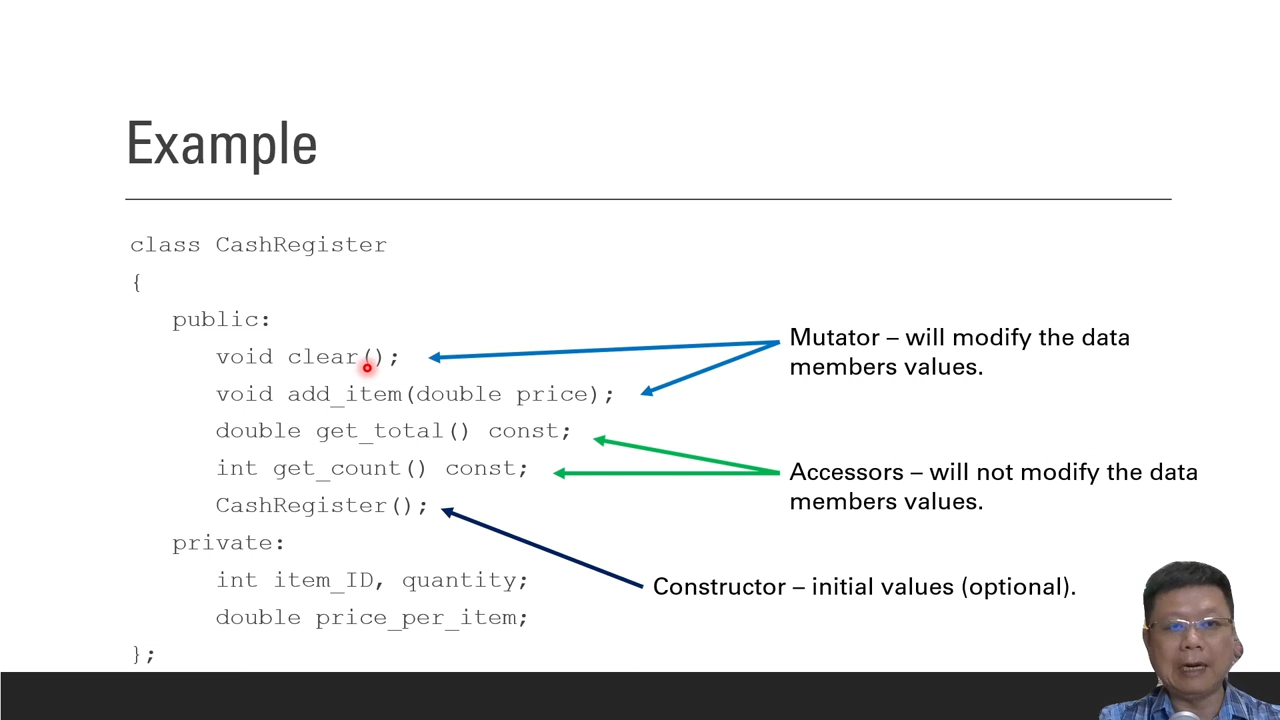 Example
class CashRegister
{
public:
void clear();
void add_item(double price);
double get_total() const;
int get_count() const;
CashRegister();
private:
int item_ID, quantity;
double price_per_item;
};
Mutator – will modify the data
members values.
Accessors – will not modify the data
members values.
Constructor – initial values (optional).